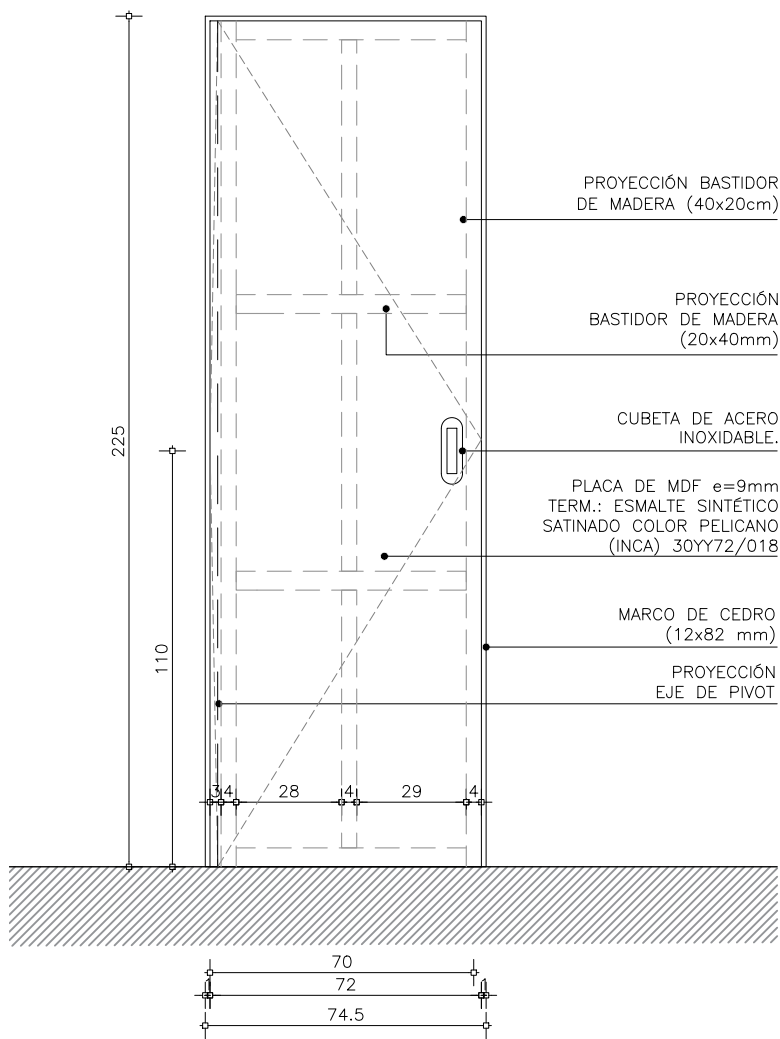 PROYECCIÓN BASTIDOR
DE MADERA (40x20cm)
PROYECCIÓN
BASTIDOR DE MADERA
(20x40mm)
225
CUBETA DE ACERO
INOXIDABLE.
PLACA DE MDF e=9mm
TERM.: ESMALTE SINTÉTICO
SATINADO COLOR PELICANO
(INCA) 30YY72/018
MARCO DE CEDRO
(12x82 mm)
110
PROYECCIÓN
EJE DE PIVOT
3 4 28 4 29 4
70
1 72 1
74.5